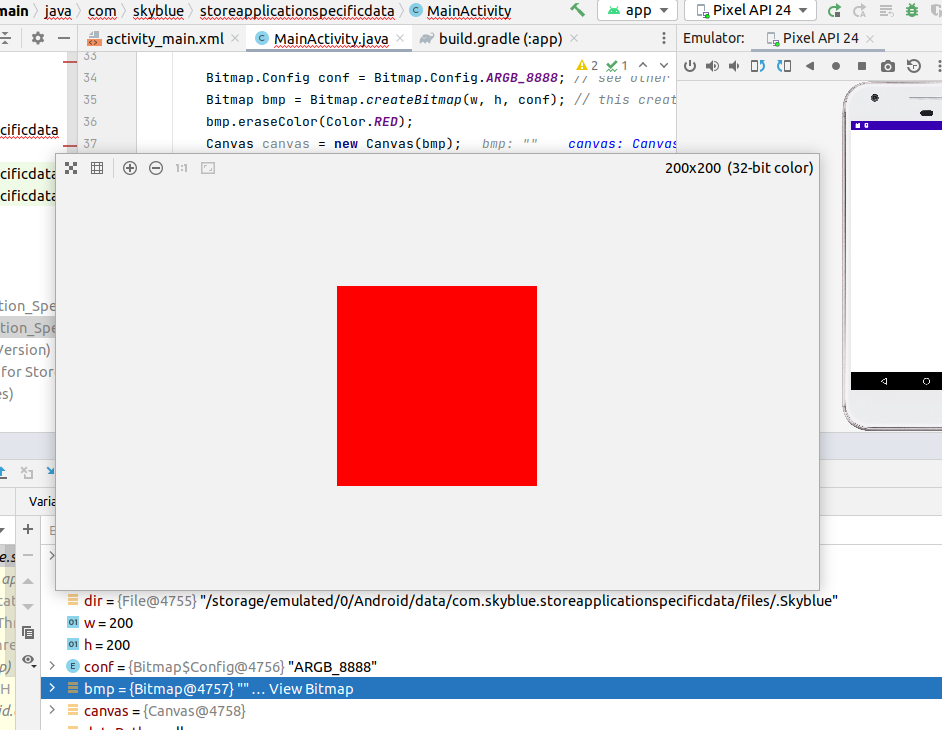 main java com skyblue storeapplicationspecificdata MainActivity app Pixel API 24
activity_main.xml MainActivity.java build.gradle (:app) Emulator: Pixel API 24
33
34 Bitmap.Config conf = Bitmap.Config.ARGB_8888; // see other
2 1
35 Bitmap bmp = Bitmap.createBitmap(w, h, conf); // this creat
36 bmp.eraseColor(Color.RED);
37 Canvas canvas = new Canvas(bmp); bmp: "" canvas: Canvas
cificdata
cificdata
cificdata
1:1 200x200 (32-bit color)
tion_Spe
tion_Spe
Version)
for Stor
es)
Varia
dir = {File@4755} "/storage/emulated/0/Android/data/com.skyblue.storeapplicationspecificdata/files/.Skyblue"
01 w = 200
01 h = 200
E conf = {Bitmap$Config@4756} "ARGB_8888"
bmp = {Bitmap@4757} "" ... View Bitmap
canvas = {Canvas@4758}